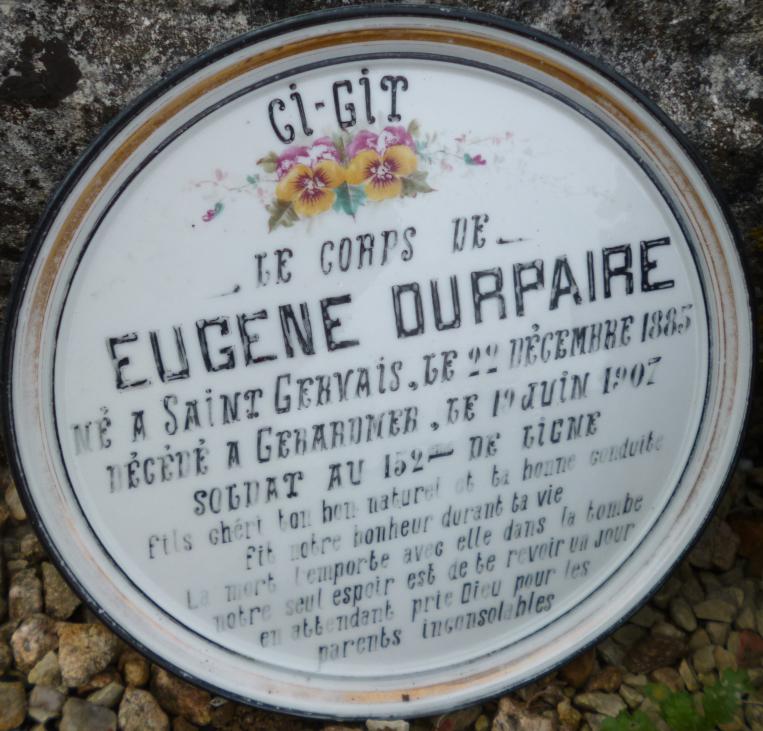 Ci-Git
Le Corps de
Eugene Durpaire
Né a Saint Gervais, le 22 Décembre 1885
Décédé a Gerardmer, le Juin 1907
Soldat au 152me de Ligne
fils chéri ton bon naturel et ta bonne conduite
fit notre bonheur durant ta vie
La mort l'emporte avec elle dans la tombe
notre seul espoir est de te revoir un jour
en attendant prie Dieu pour les
parents inconsolables